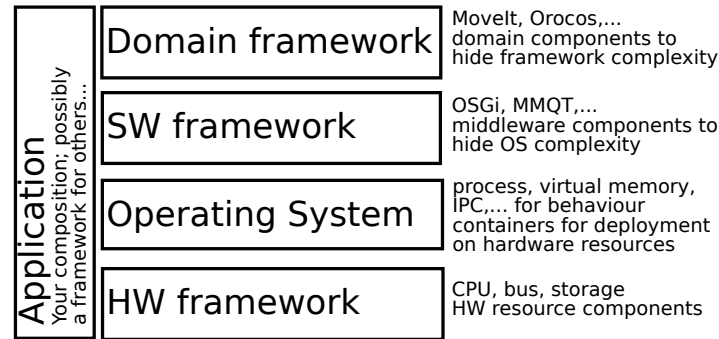 Application
Your composition; possibly
a framework for others...
Domain framework
MoveIt, Orocos,...
domain components to
hide framework complexity
SW framework
OSGi, MMQT,...
middleware components to
hide OS complexity
Operating System
process, virtual memory,
IPC,... for behaviour
containers for deployment
on hardware resources
HW framework
CPU, bus, storage
HW resource components